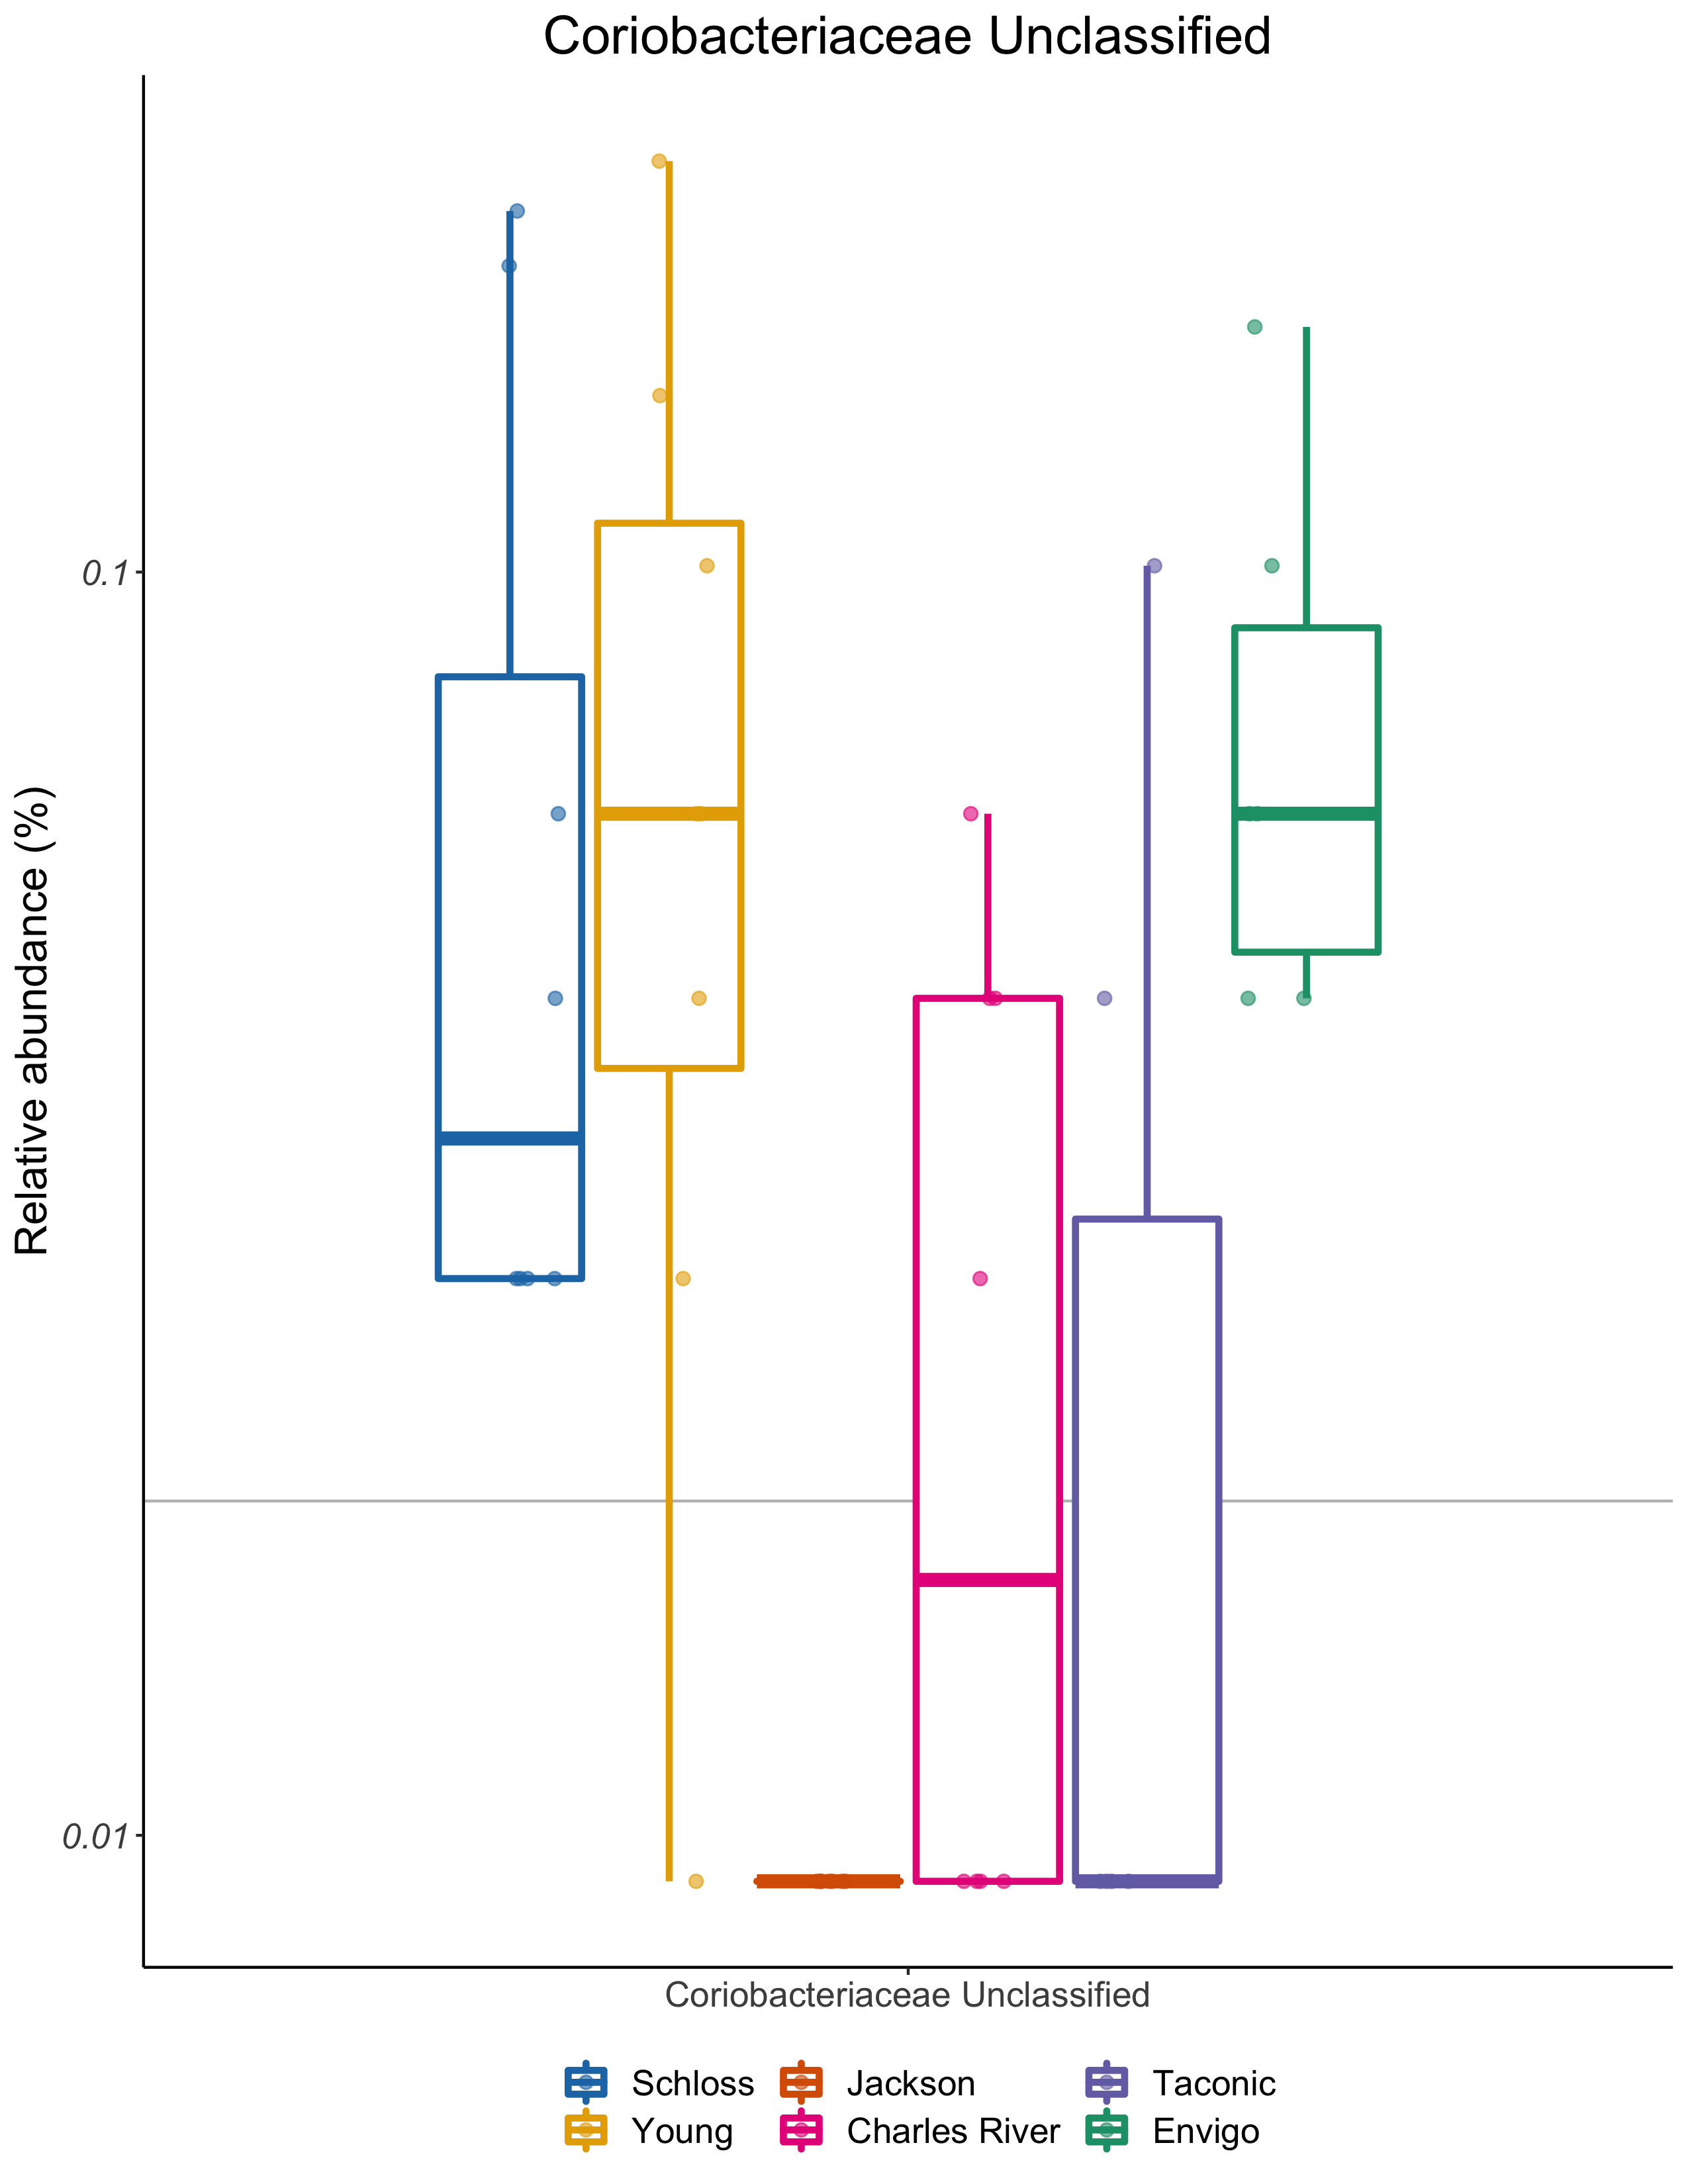 Coriobacteriaceae Unclassified
Relative abundance (%)
0.1
0.01
Coriobacteriaceae Unclassified
Schloss Jackson Taconic
Young Charles River Envigo